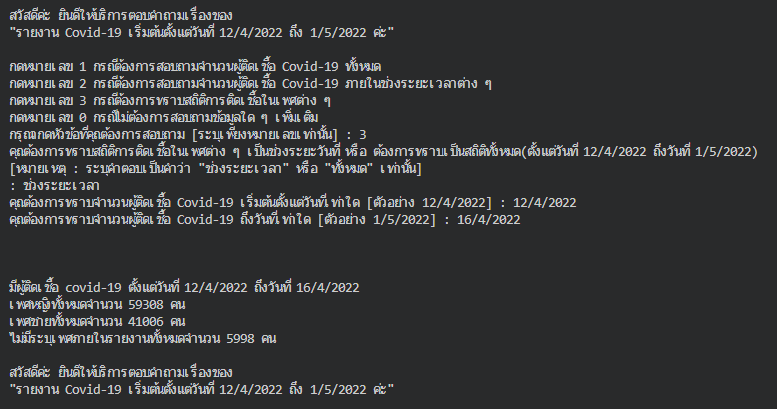 สวัสดีค่ะ ยินดีให้บริการตอบคำถามเรื่องของ
"รายงาน Covid-19 เริ่มต้นตั้งแต่วันที่ 12/4/2022 ถึง 1/5/2022 ค่ะ"
กดหมายเลข 1 กรณีต้องการสอบถามจำนวนผู้ติดเชื้อ Covid-19 ทั้งหมด
กดหมายเลข 2 กรณีต้องการสอบถามจำนวนผู้ติดเชื้อ Covid-19 ภายในช่วงระยะเวลาต่าง ๆ
กดหมายเลข 3 กรณีต้องการทราบสถิติการติดเชื้อในเพศต่าง ๆ
กดหมายเลข 0 กรณีไม่ต้องการสอบถามข้อมูลใด ๆ เพิ่มเติม
กรุณากดหัวข้อที่คุณต้องการสอบถาม [ระบุเพียงหมายเลขเท่านั้น] : 3
คุณต้องการทราบสถิติการติดเชื้อในเพศต่าง ๆ เป็นช่วงระยะวันที่ หรือ ต้องการทราบเป็นสถิติทั้งหมด(ตั้งแต่วันที่ 12/4/2022 ถึงวันที่ 1/5/2022)
[หมายเหตุ : ระบุคำตอบเป็นคำว่า "ช่วงระยะเวลา" หรือ "ทั้งหมด" เท่านั้น]
: ช่วงระยะเวลา
คุณต้องการทราบจำนวนผู้ติดเชื้อ Covid-19 เริ่มต้นตั้งแต่วันที่เท่าใด [ตัวอย่าง 12/4/2022] : 12/4/2022
คุณต้องการทราบจำนวนผู้ติดเชื้อ Covid-19 ถึงวันที่เท่าใด [ตัวอย่าง 1/5/2022] : 16/4/2022
มีผู้ติดเชื้อ covid-19 ตั้งแต่วันที่ 12/4/2022 ถึงวันที่ 16/4/2022
เพศหญิงทั้งหมดจำนวน 59308 คน
เพศชายทั้งหมดจำนวน 41006 คน
ไม่มีระบุเพศภายในรายงานทั้งหมดจำนวน 5998 คน
สวัสดีค่ะ ยินดีให้บริการตอบคำถามเรื่องของ
"รายงาน Covid-19 เริ่มต้นตั้งแต่วันที่ 12/4/2022 ถึง 1/5/2022 ค่ะ"